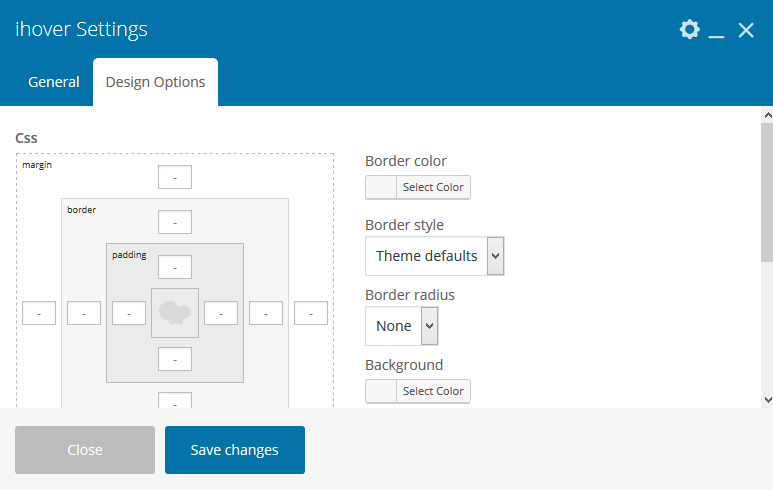 ihover Settings
General
Design Options
Css
margin
-
border
-
padding
-
- - - - - -
-
-
Border color
Select Color
Border style
Theme defaults
Border radius
None
Background
Select Color
Close
Save changes